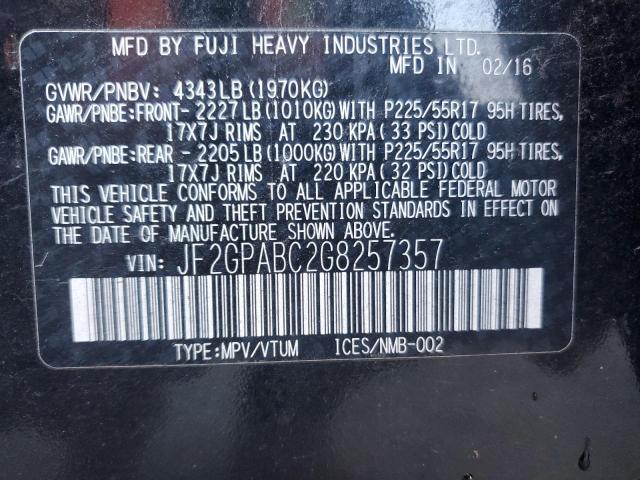 MFD BY FUJI HEAVY INDUSTRIES LTD.
MFD IN 02/16
GVWR/PNBV: 4343LB (1970KG)
GAWR/PNBE:FRONT- 2227LB (1010KG) WITH P225/55R17 95H TIRES,
17X7J RIMS AT 230 KPA (33 PSI) COLD
GAWR/PNBE:REAR - 2205LB (1000KG) WITH P225/55R17 95H TIRES,
17X7J RIMS AT 220 KPA (32 PSI) COLD
THIS VEHICLE CONFORMS TO ALL APPLICABLE FEDERAL MOTOR
VEHICLE SAFETY AND THEFT PREVENTION STANDARDS IN EFFECT ON
THE DATE OF MANUFACTURE SHOWN ABOVE.
VIN: JF2GPABC2G8257357
TYPE:MPV/VTUM ICES/NMB-002